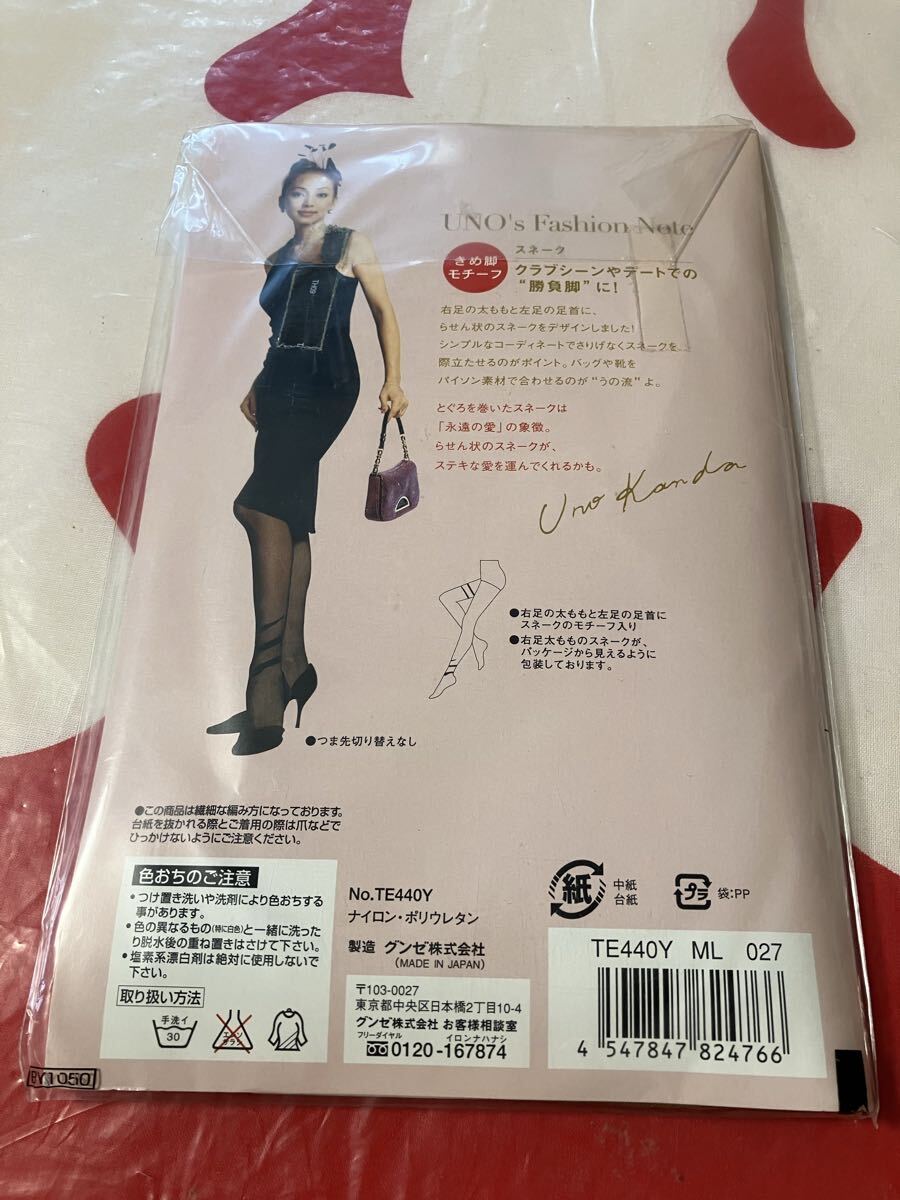 UNO's Fashion Note
きめ脚
モチーフ
スネーク
クラブシーンやデートでの
“勝負脚”に!
右足の太ももと左足の足首に、
らせん状のスネークをデザインしました!
シンプルなコーディネートでさりげなくスネークを
際立たせるのがポイント。バッグや靴を
パイソン素材で合わせるのが“うの流”よ。
とぐろを巻いたスネークは
「永遠の愛」の象徴。
らせん状のスネークが、
ステキな愛を運んでくれるかも。
Uno Kanda
●右足の太ももと左足の足首に
スネークのモチーフ入り
●右足太もものスネークが、
パッケージから見えるように
包装しております。
●つま先切り替えなし
●この商品は繊細な編み方になっております。
台紙を抜かれる際とご着用の際は爪などで
ひっかけないようにご注意ください。
色おちのご注意
•つけ置き洗いや洗剤により色おちする
事があります。
•色の異なるもの(特に白色)と一緒に洗った
り脱水後の重ね置きはさけて下さい。
•塩素系漂白剤は絶対に使用しないで
下さい。
取り扱い方法
手洗イ
30
エンソ
サラシ
BY1050
No.TE440Y
ナイロン・ポリウレタン
製造 グンゼ株式会社
(MADE IN JAPAN)
〒103-0027
東京都中央区日本橋2丁目10-4
グンゼ株式会社 お客様相談室
フリーダイヤル イロンナハナシ
0120-167874
紙
中紙
台紙
プラ
袋:PP
TE440Y ML 027
4 547847 824766